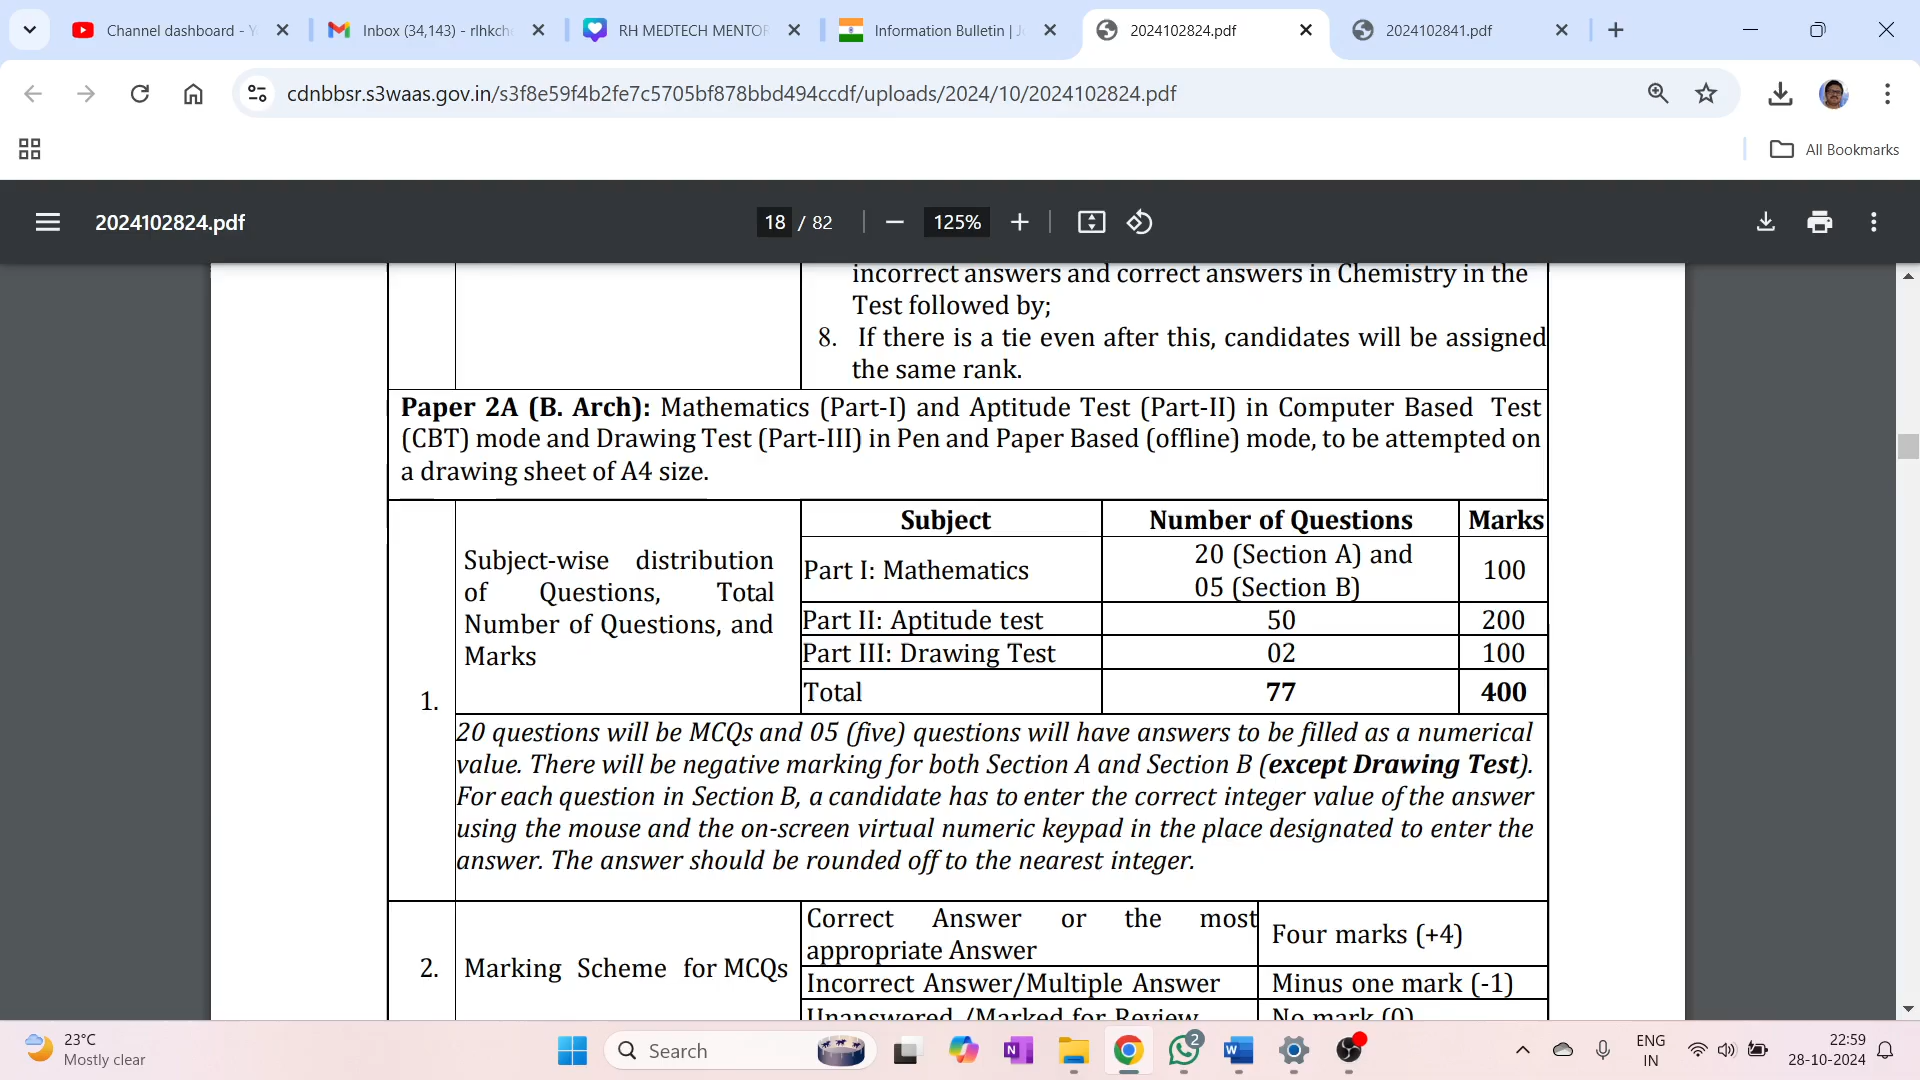 Channel dashboard - Y
Inbox (34,143) - rlhkch
RH MEDTECH MENTOR
Information Bulletin | J
2024102824.pdf
2024102841.pdf
cdnbbsr.s3waas.gov.in/s3f8e59f4b2fe7c5705bf878bbd494ccdf/uploads/2024/10/2024102824.pdf
All Bookmarks
2024102824.pdf
18 / 82
125%
incorrect answers and correct answers in Chemistry in the
Test followed by;
8. If there is a tie even after this, candidates will be assigned
the same rank.
Paper 2A (B. Arch): Mathematics (Part-I) and Aptitude Test (Part-II) in Computer Based Test
(CBT) mode and Drawing Test (Part-III) in Pen and Paper Based (offline) mode, to be attempted on
a drawing sheet of A4 size.
1.
Subject-wise distribution
of Questions, Total
Number of Questions, and
Marks
Subject Number of Questions Marks
Part I: Mathematics 20 (Section A) and
05 (Section B) 100
Part II: Aptitude test 50 200
Part III: Drawing Test 02 100
Total 77 400
20 questions will be MCQs and 05 (five) questions will have answers to be filled as a numerical
value. There will be negative marking for both Section A and Section B (except Drawing Test).
For each question in Section B, a candidate has to enter the correct integer value of the answer
using the mouse and the on-screen virtual numeric keypad in the place designated to enter the
answer. The answer should be rounded off to the nearest integer.
2. Marking Scheme for MCQs
Correct Answer or the most
appropriate Answer Four marks (+4)
Incorrect Answer/Multiple Answer Minus one mark (-1)
Unanswered /Marked for Review No mark (0)
23°C
Mostly clear
Search
2
ENG
IN
22:59
28-10-2024